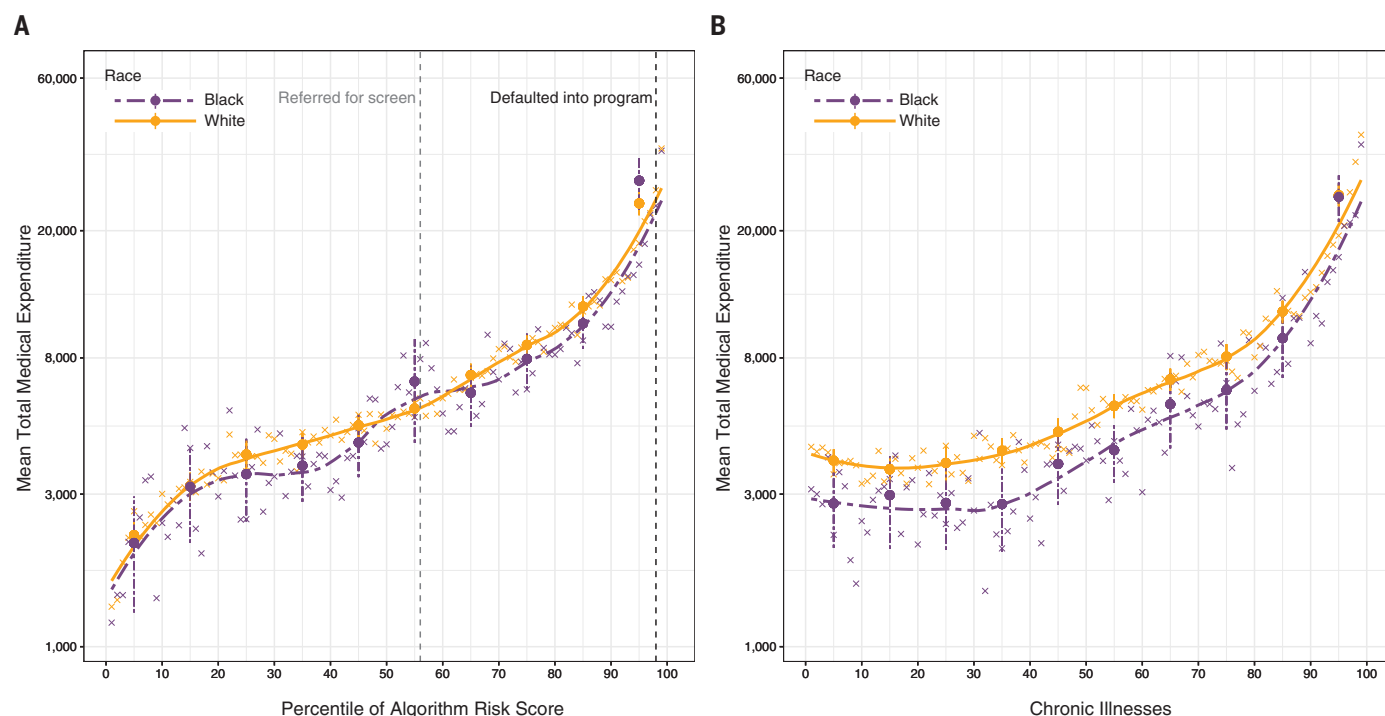 A
Race
Black
White
Referred for screen
Defaulted into program
60,000
20,000
8,000
3,000
1,000
Mean Total Medical Expenditure
0 10 20 30 40 50 60 70 80 90 100
Percentile of Algorithm Risk Score
B
Race
Black
White
60,000
20,000
8,000
3,000
1,000
Mean Total Medical Expenditure
0 10 20 30 40 50 60 70 80 90 100
Chronic Illnesses